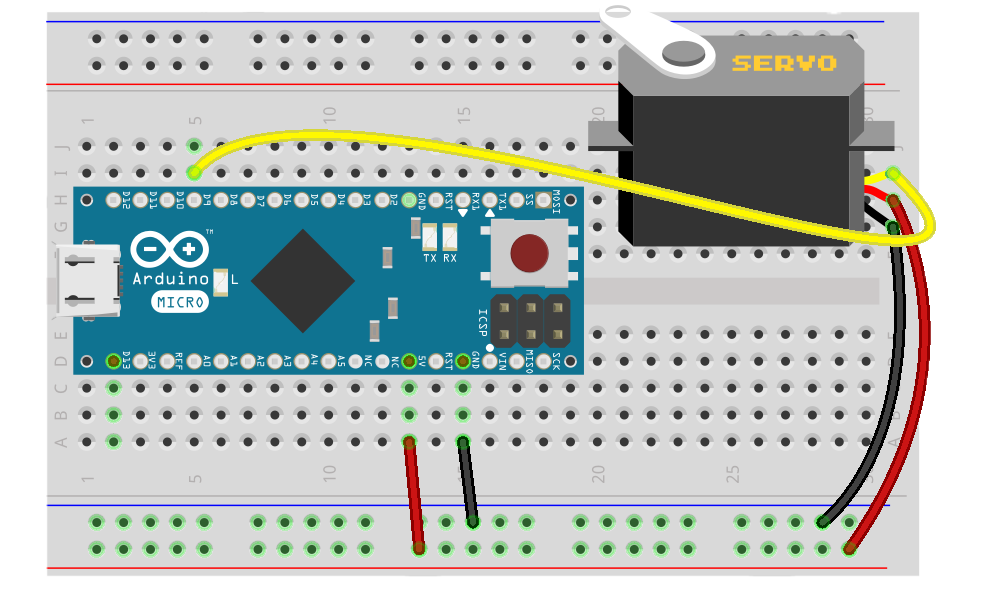 SERVO
1 5 10 15 20 30
J J
I
H
D12 D11 D10 D9 D8 D7 D6 D5 D4 D3 D2 GND RST RX1 TX1 SS MOSI
G
™
TX RX
Arduino L
MICRO
ICSP
E
D
D13 3V3 REF A0 A1 A2 A3 A4 A5 NC NC 5V RST GND VIN MISO SCK
C
B B
A A
1 5 10 15 20 25